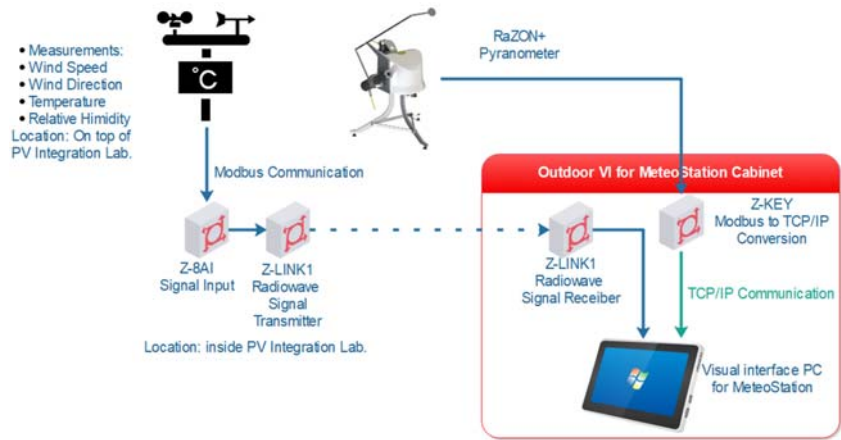 • Measurements:
• Wind Speed
• Wind Direction
• Temperature
• Relative Himidity
Location: On top of
PV Integration Lab.
°C
RaZON+
Pyranometer
Modbus Communication
Outdoor VI for MeteoStation Cabinet
Z-8AI
Signal Input
Z-LINK1
Radiowave
Signal
Transmitter
Z-LINK1
Radiowave
Signal Receiber
Z-KEY
Modbus to TCP/IP
Conversion
TCP/IP Communication
Location: inside PV Integration Lab.
Visual interface PC
for MeteoStation